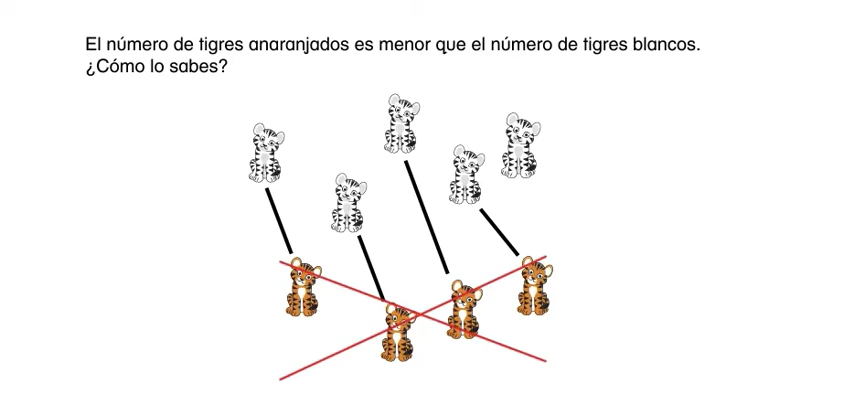 El número de tigres anaranjados es menor que el número de tigres blancos.
¿Cómo lo sabes?